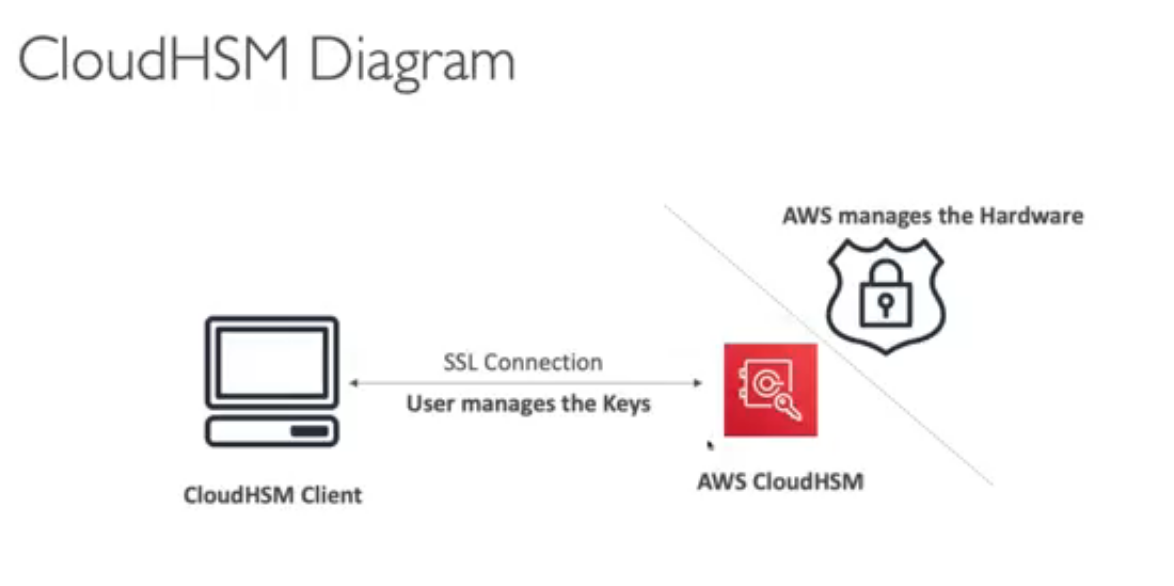 CloudHSM Diagram
AWS manages the Hardware
SSL Connection
User manages the Keys
AWS CloudHSM
CloudHSM Client